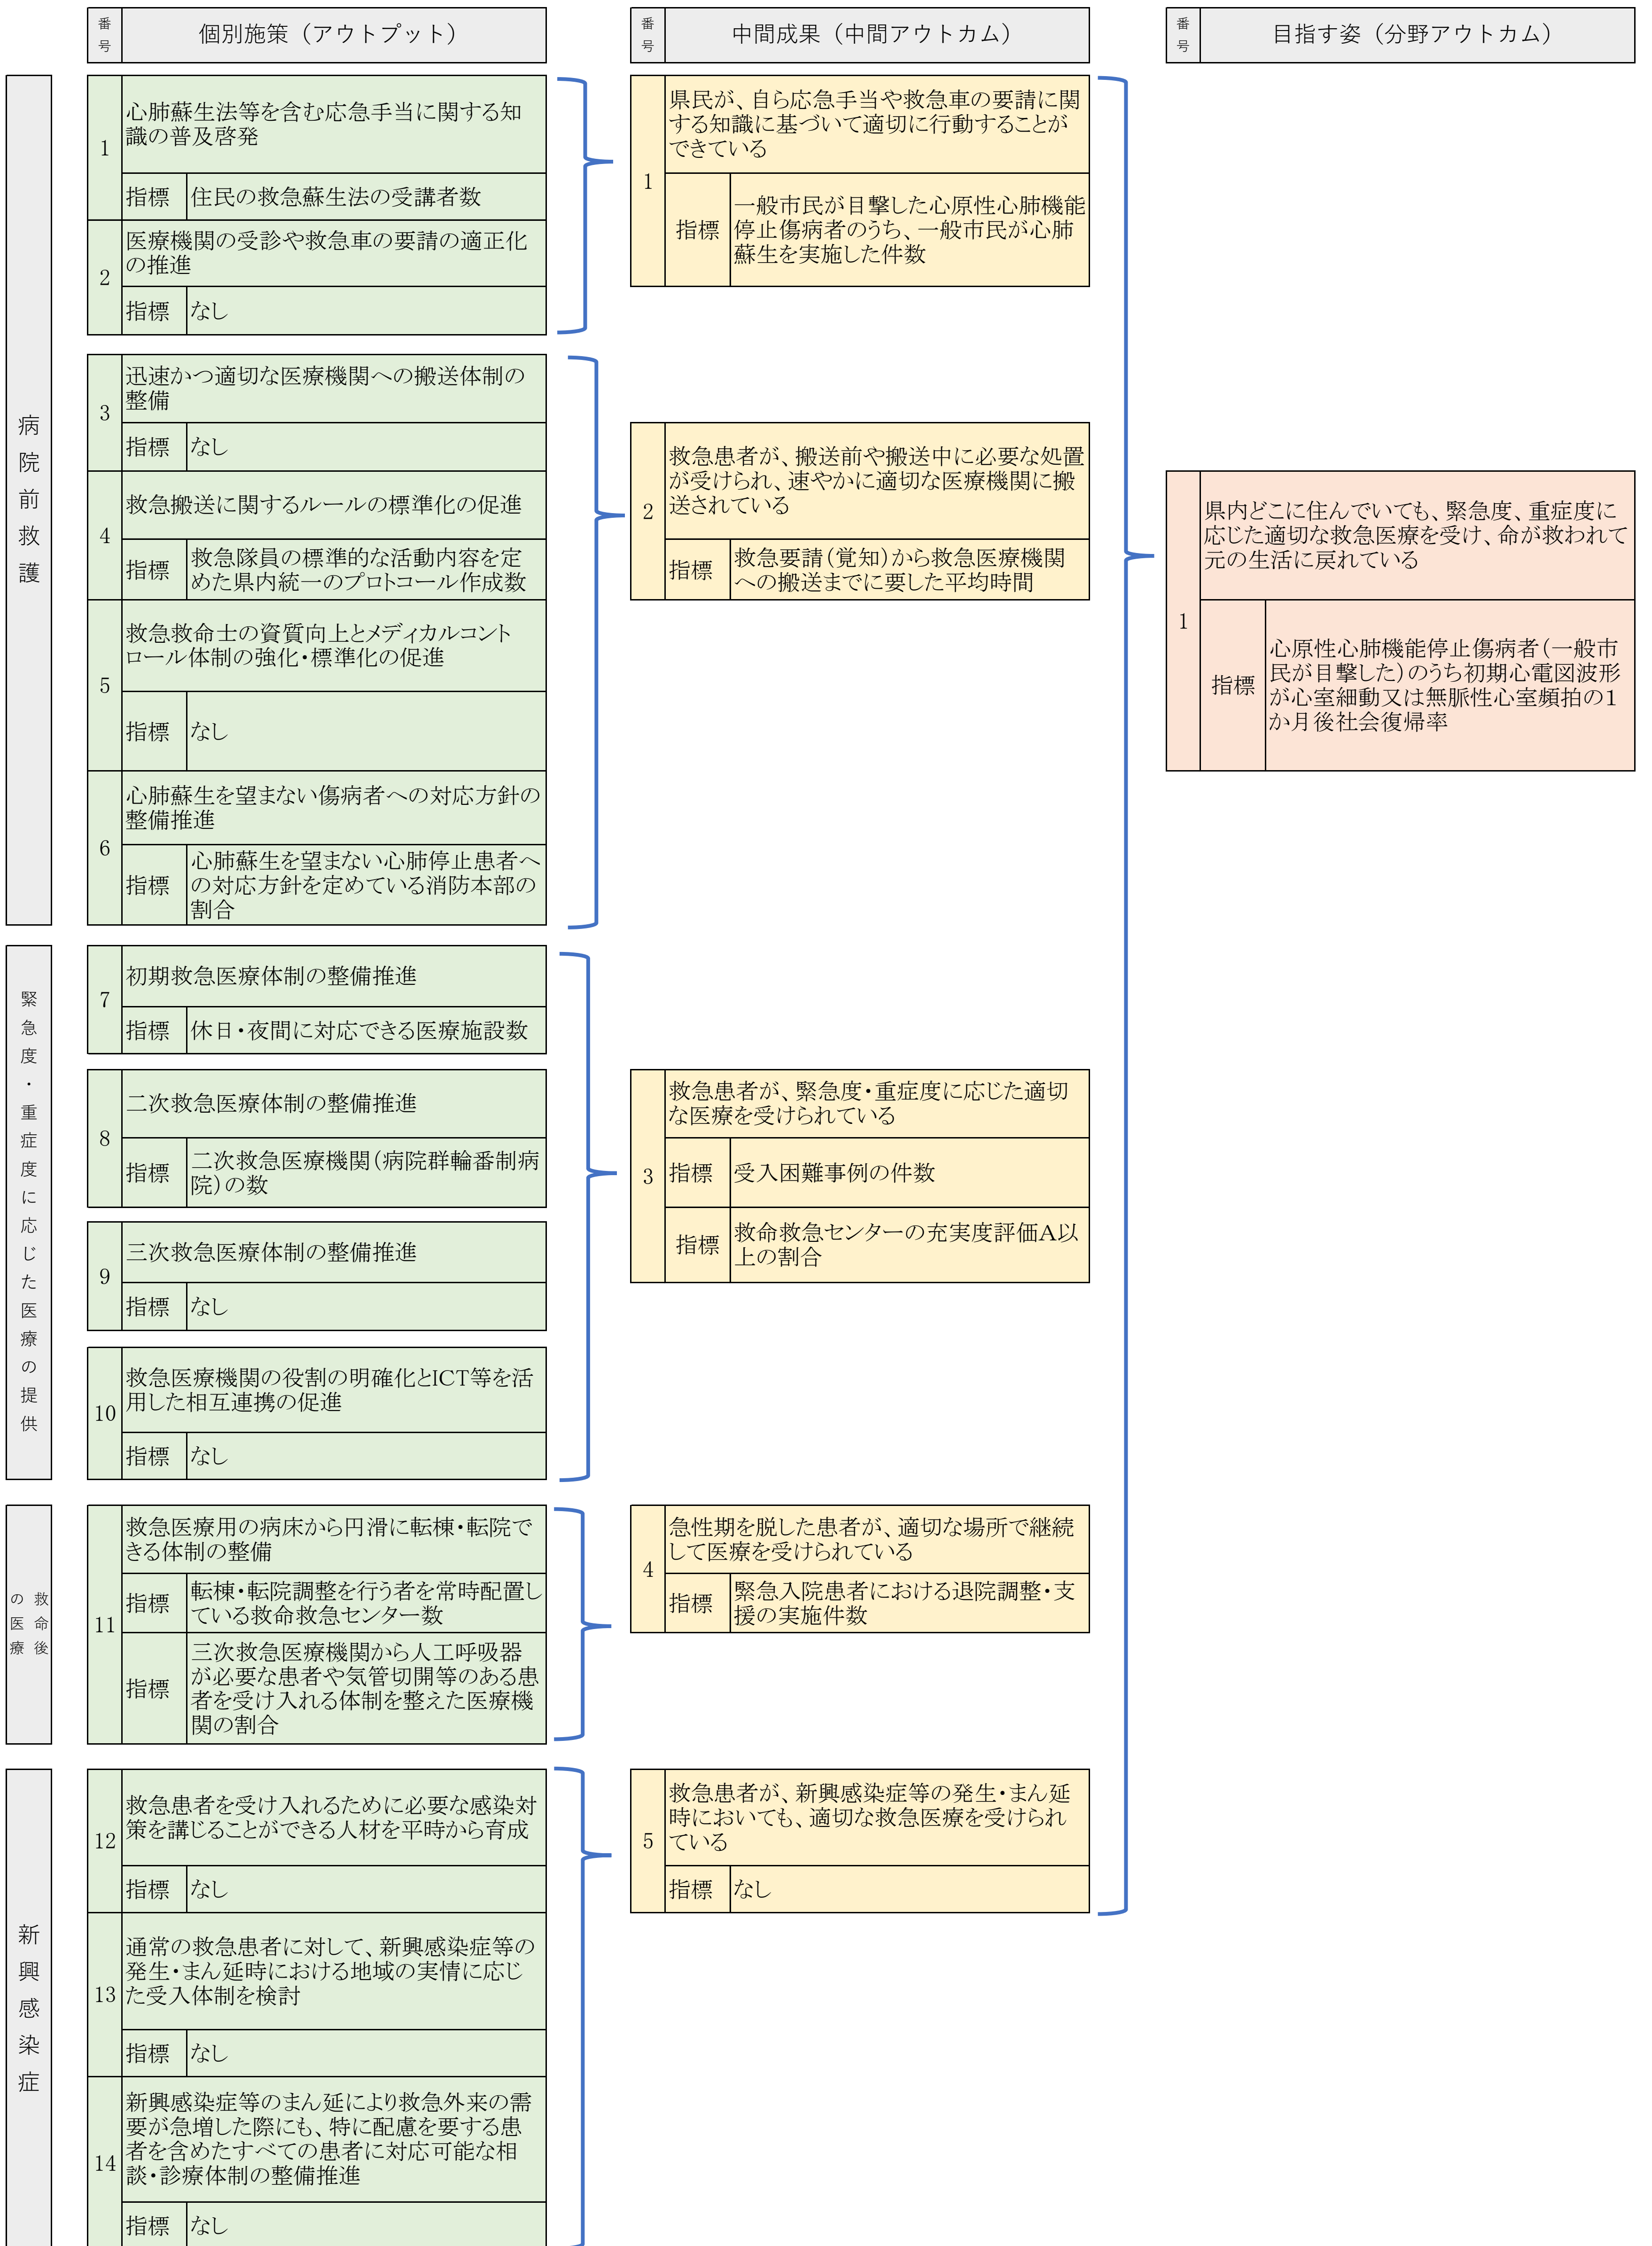 番
号
個別施策（アウトプット）
番
号
中間成果（中間アウトカム）
番
号
目指す姿（分野アウトカム）
病院前救護
1
心肺蘇生法等を含む応急手当に関する知
識の普及啓発
指標
住民の救急蘇生法の受講者数
2
医療機関の受診や救急車の要請の適正化
の推進
指標
なし
3
迅速かつ適切な医療機関への搬送体制の
整備
指標
なし
4
救急搬送に関するルールの標準化の促進
指標
救急隊員の標準的な活動内容を定
めた県内統一のプロトコール作成数
5
救急救命士の資質向上とメディカルコント
ロール体制の強化・標準化の促進
指標
なし
6
心肺蘇生を望まない傷病者への対応方針の
整備推進
指標
心肺蘇生を望まない心肺停止患者へ
の対応方針を定めている消防本部の
割合
1
県民が、自ら応急手当や救急車の要請に関
する知識に基づいて適切に行動することが
できている
指標
一般市民が目撃した心原性心肺機能
停止傷病者のうち、一般市民が心肺
蘇生を実施した件数
2
救急患者が、搬送前や搬送中に必要な処置
が受けられ、速やかに適切な医療機関に搬
送されている
指標
救急要請（覚知）から救急医療機関
への搬送までに要した平均時間
1
県内どこに住んでいても、緊急度、重症度に
応じた適切な救急医療を受け、命が救われて
元の生活に戻れている
指標
心原性心肺機能停止傷病者（一般市
民が目撃した）のうち初期心電図波形
が心室細動又は無脈性心室頻拍の１
か月後社会復帰率
緊急度・重症度に応じた医療の提供
7
初期救急医療体制の整備推進
指標
休日・夜間に対応できる医療施設数
8
二次救急医療体制の整備推進
指標
二次救急医療機関（病院群輪番制病
院）の数
9
三次救急医療体制の整備推進
指標
なし
10
救急医療機関の役割の明確化とICT等を活
用した相互連携の促進
指標
なし
3
救急患者が、緊急度・重症度に応じた適切
な医療を受けられている
指標
受入困難事例の件数
指標
救命救急センターの充実度評価A以
上の割合
救命後
の医療
11
救急医療用の病床から円滑に転棟・転院で
きる体制の整備
指標
転棟・転院調整を行う者を常時配置し
ている救命救急センター数
指標
三次救急医療機関から人工呼吸器
が必要な患者や気管切開等のある患
者を受け入れる体制を整えた医療機
関の割合
4
急性期を脱した患者が、適切な場所で継続
して医療を受けられている
指標
緊急入院患者における退院調整・支
援の実施件数
新興感染症
12
救急患者を受け入れるために必要な感染対
策を講じることができる人材を平時から育成
指標
なし
13
通常の救急患者に対して、新興感染症等の
発生・まん延時における地域の実情に応じ
た受入体制を検討
指標
なし
14
新興感染症等のまん延により救急外来の需
要が急増した際にも、特に配慮を要する患
者を含めたすべての患者に対応可能な相
談・診療体制の整備推進
指標
なし
5
救急患者が、新興感染症等の発生・まん延
時においても、適切な救急医療を受けられ
ている
指標
なし